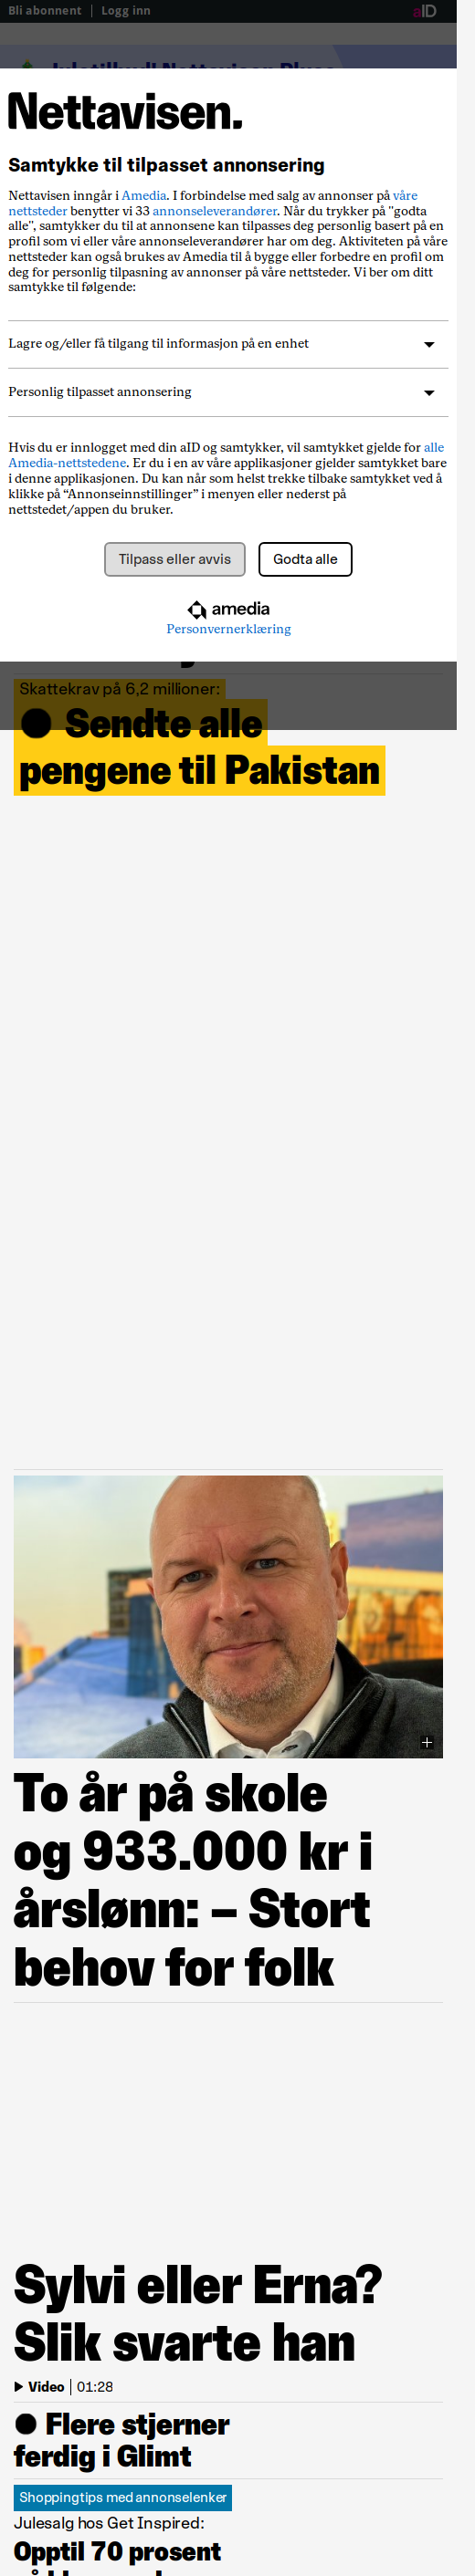 Bli abonnent | Logg inn
aID
Nettavisen.
Samtykke til tilpasset annonsering
Nettavisen inngår i Amedia. I forbindelse med salg av annonser på våre
nettsteder benytter vi 33 annonseleverandører. Når du trykker på "godta
alle", samtykker du til at annonsene kan tilpasses deg personlig basert på en
profil som vi eller våre annonseleverandører har om deg. Aktiviteten på våre
nettsteder kan også brukes av Amedia til å bygge eller forbedre en profil om
deg for personlig tilpasning av annonser på våre nettsteder. Vi ber om ditt
samtykke til følgende:
Lagre og/eller få tilgang til informasjon på en enhet
Personlig tilpasset annonsering
Hvis du er innlogget med din aID og samtykker, vil samtykket gjelde for alle
Amedia-nettstedene. Er du i en av våre applikasjoner gjelder samtykket bare
i denne applikasjonen. Du kan når som helst trekke tilbake samtykket ved å
klikke på “Annonseinnstillinger” i menyen eller nederst på
nettstedet/appen du bruker.
Tilpass eller avvis
Godta alle
amedia
Personvernerklæring
Skattekrav på 6,2 millioner:
Sendte alle
pengene til Pakistan
To år på skole
og 933.000 kr i
årslønn: – Stort
behov for folk
Sylvi eller Erna?
Slik svarte han
Video | 01:28
Flere stjerner
ferdig i Glimt
Shoppingtips med annonselenker
Julesalg hos Get Inspired:
Opptil 70 prosent